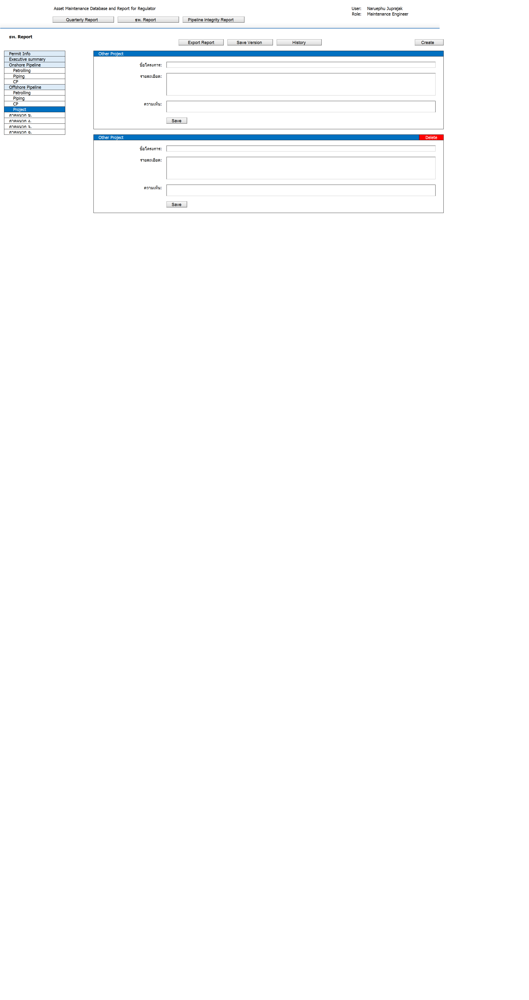 Asset Maintenance Database and Report for Regulator
User: Naruephu Juprajak
Role: Maintenance Engineer
Quarterly Report ธพ. Report Pipeline Integrity Report
ธพ. Report
Export Report Save Version History Create
Permit Info
Executive summary
Onshore Pipeline
Patrolling
Piping
CP
Offshore Pipeline
Patrolling
Piping
CP
Project
ภาคผนวก ข.
ภาคผนวก ง.
ภาคผนวก จ.
ภาคผนวก ฉ.
Other Project
ชื่อโครงการ:
รายละเอียด:
ความเห็น:
Save
Other Project Delete
ชื่อโครงการ:
รายละเอียด:
ความเห็น:
Save